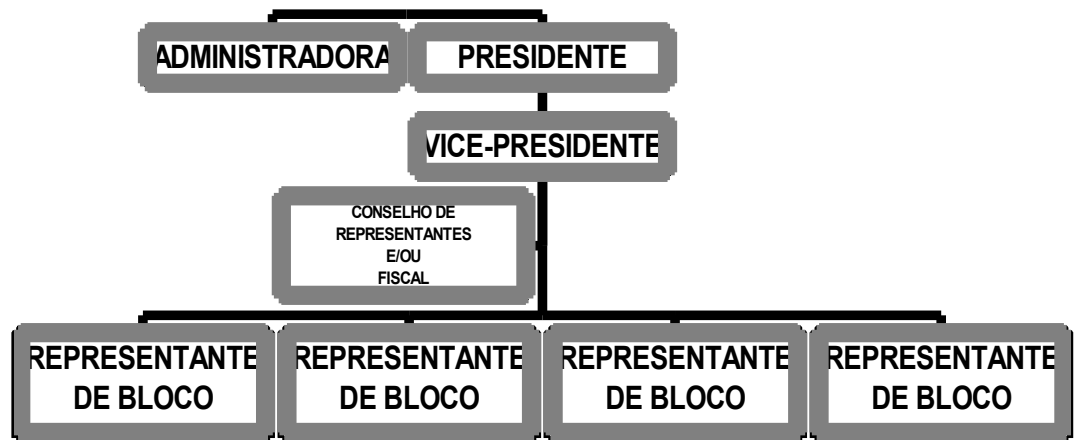 ADMINISTRADORA
PRESIDENTE
VICE-PRESIDENTE
CONSELHO DE
REPRESENTANTES
E/OU
FISCAL
REPRESENTANTE
DE BLOCO
REPRESENTANTE
DE BLOCO
REPRESENTANTE
DE BLOCO
REPRESENTANTE
DE BLOCO